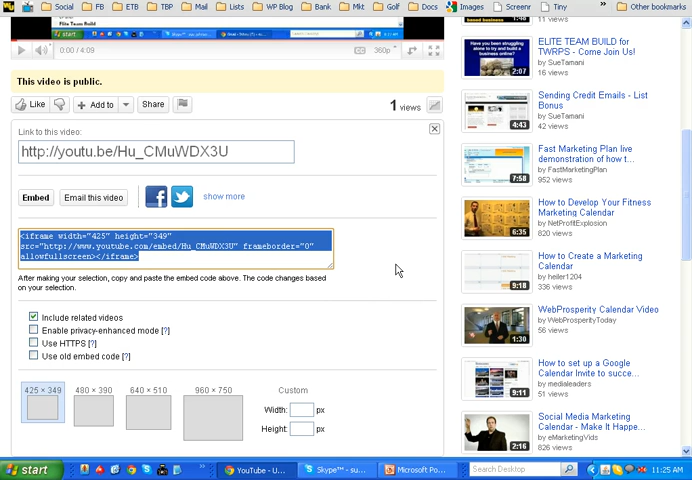 Social FB ETB TBP Mail Lists WP Blog Bank Mkt Golf Docs Images Screenr Tiny » Other bookmarks
Elite Team Build
0:00 / 4:09 CC 360p
This video is public.
Like Add to Share 1 views
Link to this video:
http://youtu.be/Hu_CMuWDX3U
Embed Email this video show more
<iframe width="425" height="349"
src="http://www.youtube.com/embed/Hu_CMuWDX3U" frameborder="0"
allowfullscreen></iframe>
After making your selection, copy and paste the embed code above. The code changes based
on your selection.
Include related videos
Enable privacy-enhanced mode [?]
Use HTTPS [?]
Use old embed code [?]
425 × 349 480 × 390 640 × 510 960 × 750 Custom
Width: px
Height: px
11 views
ELITE TEAM BUILD for
TWRPS - Come Join Us!
by SueTamani
16 views
2:07
Sending Credit Emails - List
Bonus
by SueTamani
42 views
4:43
Fast Marketing Plan live
demonstration of how t...
by FastMarketingPlan
952 views
7:58
How to Develop Your Fitness
Marketing Calendar
by NetProfitExplosion
820 views
6:35
How to Create a Marketing
Calendar
by heller1204
336 views
9:18
WebProsperity Calendar Video
by WebProsperityToday
56 views
1:30
How to set up a Google
Calendar Invite to succe...
by medialeaders
51 views
9:11
Social Media Marketing
Calendar - Make It Happe...
by eMarketingVids
826 views
2:16
start » YouTube - U... Skype™ - su... Microsoft Po... Search Desktop 11:25 AM